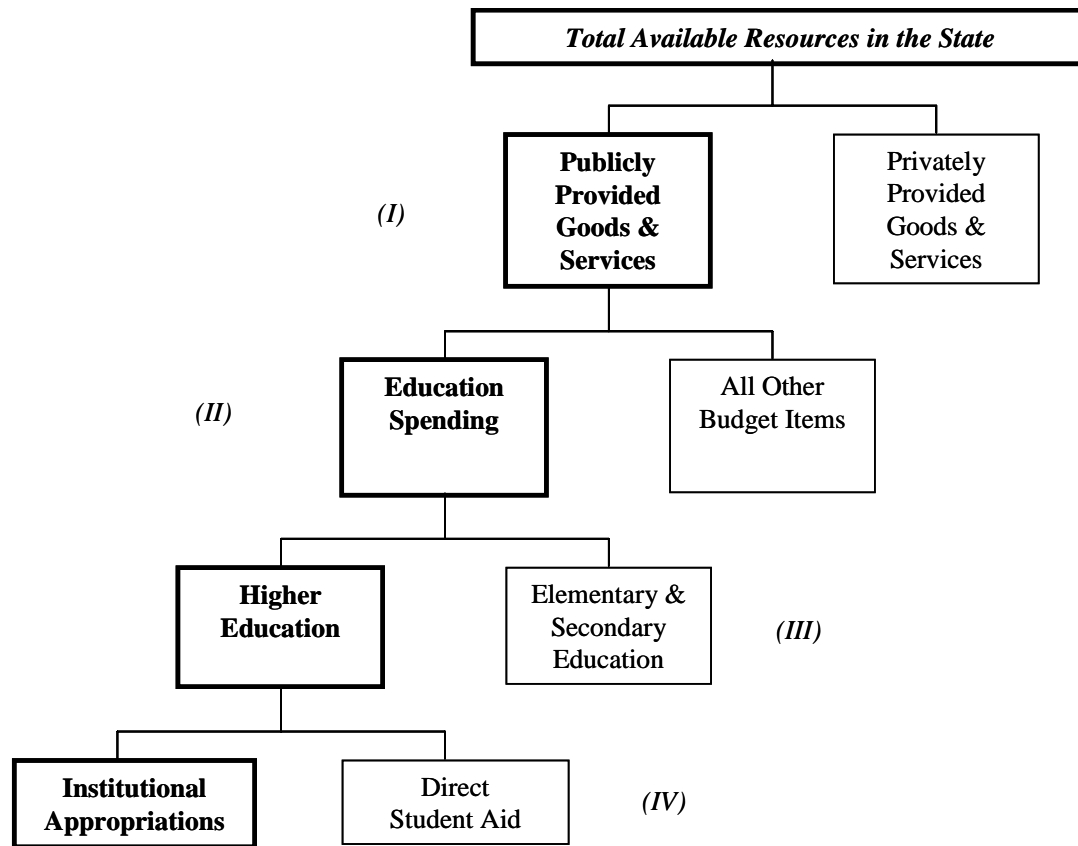 Total Available Resources in the State
(I)
Publicly
Provided
Goods &
Services
Privately
Provided
Goods &
Services
(II)
Education
Spending
All Other
Budget Items
Higher
Education
Elementary &
Secondary
Education
(III)
Institutional
Appropriations
Direct
Student Aid
(IV)